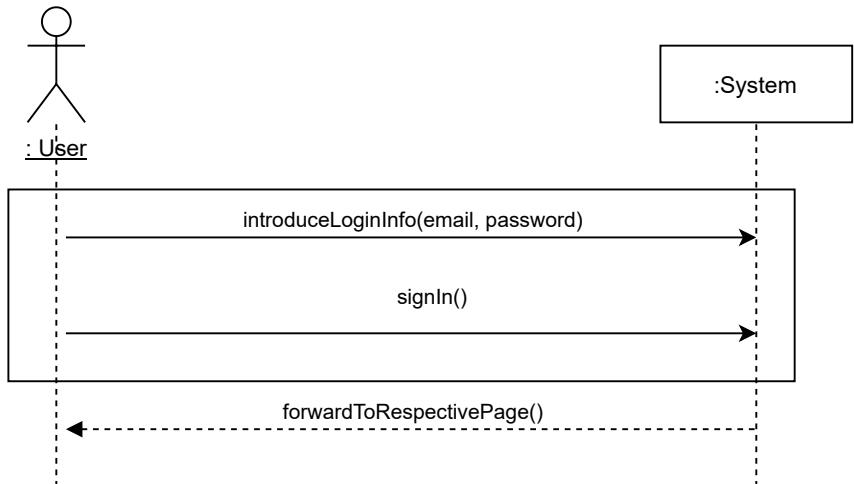 :System
: User
introduceLoginInfo(email, password)
signIn()
forwardToRespectivePage()